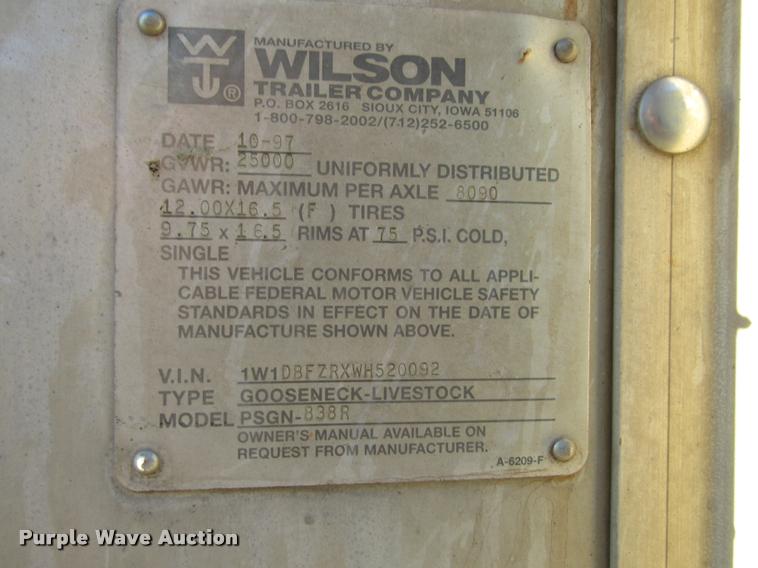 MANUFACTURED BY
WILSON
TRAILER COMPANY
P.O. BOX 2616 SIOUX CITY, IOWA 51106
1-800-798-2002/(712)252-6500
DATE 10-97
GVWR: 25000 UNIFORMLY DISTRIBUTED
GAWR: MAXIMUM PER AXLE 8090
12.00X16.5 (F ) TIRES
9.75 x 16.5 RIMS AT 75 P.S.I. COLD,
SINGLE
THIS VEHICLE CONFORMS TO ALL APPLI-
CABLE FEDERAL MOTOR VEHICLE SAFETY
STANDARDS IN EFFECT ON THE DATE OF
MANUFACTURE SHOWN ABOVE.
V.I.N. 1W1DBFZRXWH520092
TYPE GOOSENECK-LIVESTOCK
MODEL PSGN-838R
OWNER'S MANUAL AVAILABLE ON
REQUEST FROM MANUFACTURER.
A-6209-F
Purple Wave Auction